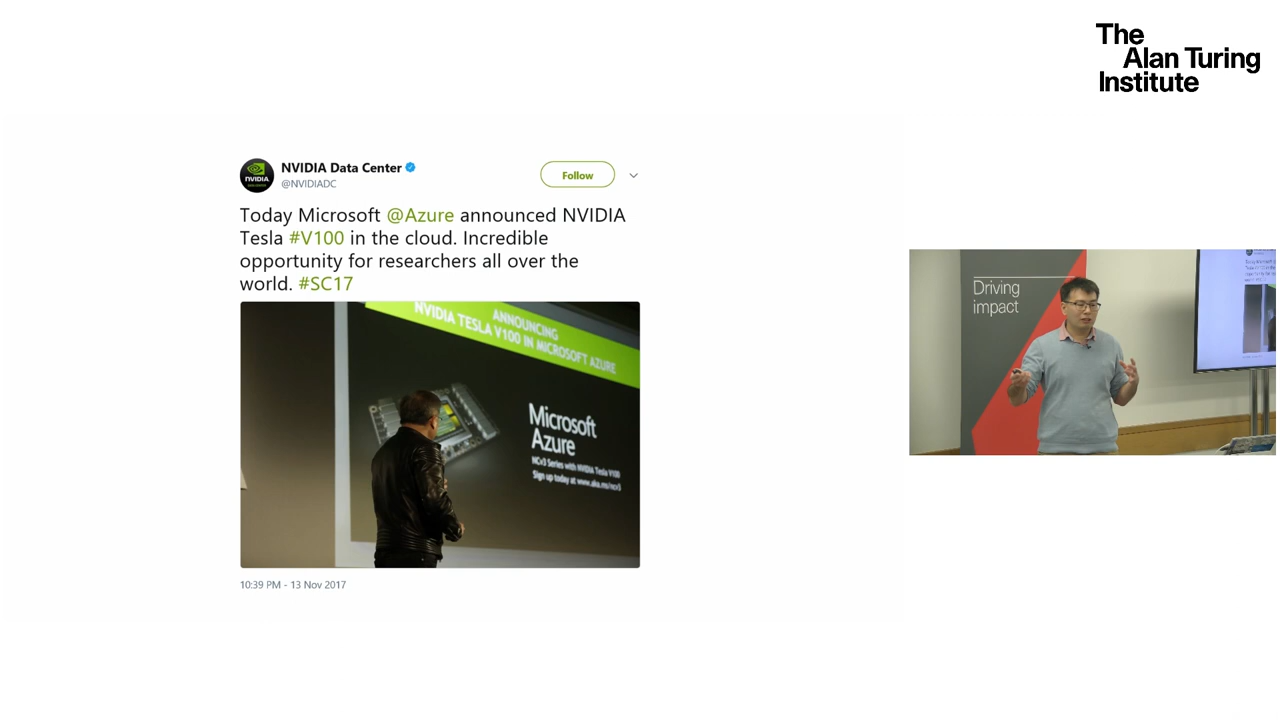 The
Alan Turing
Institute
NVIDIA Data Center
@NVIDIADC
Follow
Today Microsoft @Azure announced NVIDIA
Tesla #V100 in the cloud. Incredible
opportunity for researchers all over the
world. #SC17
ANNOUNCING
NVIDIA TESLA V100 IN MICROSOFT AZURE
Microsoft
Azure
NCv3 Series with NVIDIA Tesla V100
Sign up today at www.aka.ms/ncv3
10:39 PM - 13 Nov 2017
Driving
impact